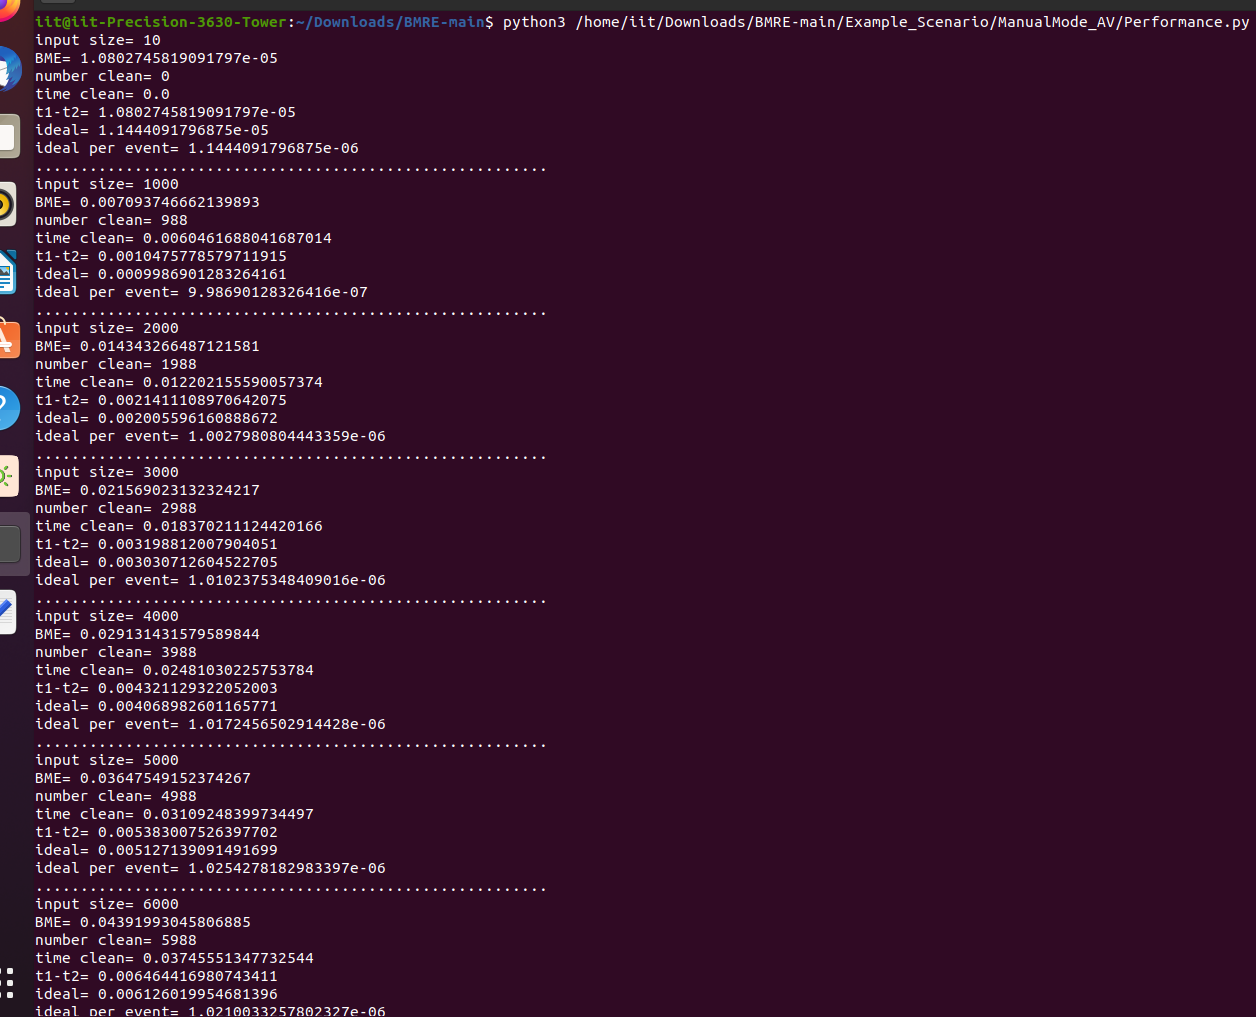 iit@iit-Precision-3630-Tower:~/Downloads/BMRE-main$ python3 /home/iit/Downloads/BMRE-main/Example_Scenario/ManualMode_AV/Performance.py
input size= 10
BME= 1.0802745819091797e-05
number clean= 0
time clean= 0.0
t1-t2= 1.0802745819091797e-05
ideal= 1.1444091796875e-05
ideal per event= 1.1444091796875e-06
.........................................................
input size= 1000
BME= 0.007093746662139893
number clean= 988
time clean= 0.0060461688041687014
t1-t2= 0.0010475778579711915
ideal= 0.0009986901283264161
ideal per event= 9.98690128326416e-07
.........................................................
input size= 2000
BME= 0.014343266487121581
number clean= 1988
time clean= 0.012202155590057374
t1-t2= 0.0021411108970642075
ideal= 0.002005596160888672
ideal per event= 1.0027980804443359e-06
.........................................................
input size= 3000
BME= 0.021569023132324217
number clean= 2988
time clean= 0.018370211124420166
t1-t2= 0.003198812007904051
ideal= 0.003030712604522705
ideal per event= 1.0102375348409016e-06
.........................................................
input size= 4000
BME= 0.029131431579589844
number clean= 3988
time clean= 0.02481030225753784
t1-t2= 0.004321129322052003
ideal= 0.004068982601165771
ideal per event= 1.0172456502914428e-06
.........................................................
input size= 5000
BME= 0.03647549152374267
number clean= 4988
time clean= 0.03109248399734497
t1-t2= 0.005383007526397702
ideal= 0.005127139091491699
ideal per event= 1.0254278182983397e-06
.........................................................
input size= 6000
BME= 0.04391993045806885
number clean= 5988
time clean= 0.03745551347732544
t1-t2= 0.006464416980743411
ideal= 0.006126019954681396
ideal per event= 1.0210033257802327e-06